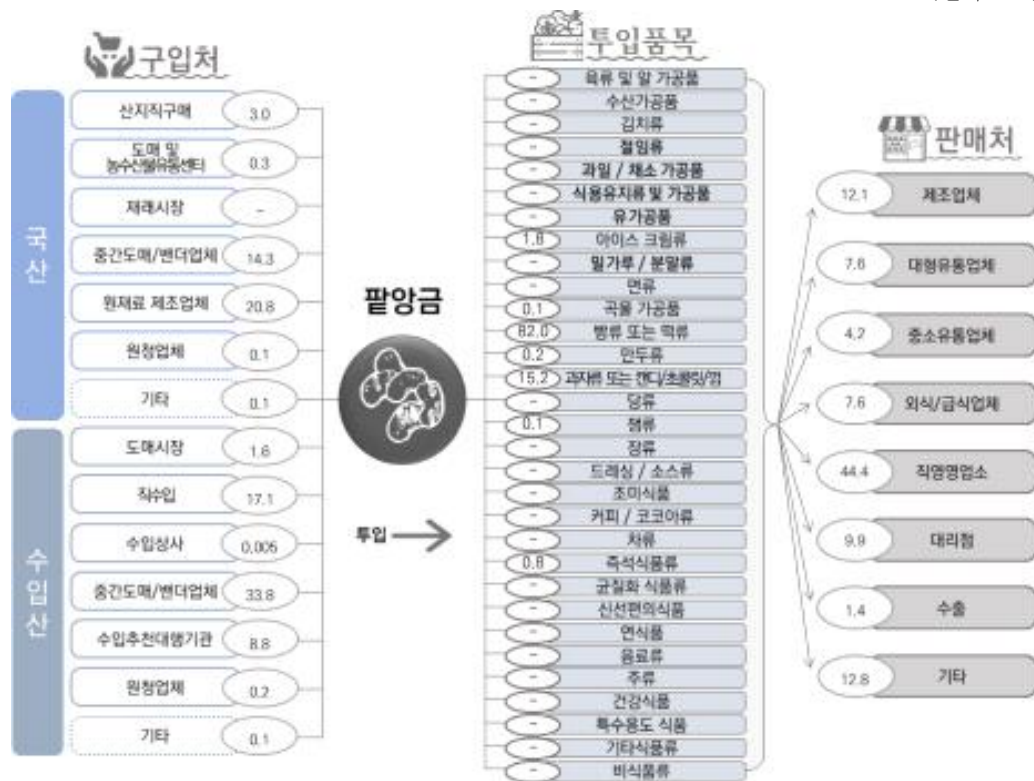 구입처
국산
산지직구매 3.0
도매 및
농수산물유통센터 0.3
재래시장 -
중간도매/밴더업체 14.3
원재료 제조업체 20.8
원청업체 0.1
기타 0.1
수입산
도매시장 1.6
직수입 17.1
수입상사 0.005
중간도매/밴더업체 33.8
수입추천대행기관 8.8
원청업체 0.2
기타 0.1
팥앙금
투입
투입품목
- 육류 및 알 가공품
- 수산가공품
- 김치류
- 절임류
- 과일 / 채소 가공품
- 식용유지류 및 가공품
- 유가공품
1.8 아이스 크림류
- 밀가루 / 분말류
- 면류
0.1 곡물 가공품
82.0 빵류 또는 떡류
0.2 만두류
15.2 과자류 또는 캔디/초콜릿/껌
- 당류
0.1 잼류
- 장류
- 드레싱 / 소스류
- 조미식품
- 커피 / 코코아류
- 차류
0.8 즉석식품류
- 균질화 식품류
- 신선편의식품
- 연식품
- 음료류
- 주류
- 건강식품
- 특수용도 식품
- 기타식품류
- 비식품류
판매처
12.1 제조업체
7.6 대형유통업체
4.2 중소유통업체
7.6 외식/급식업체
44.4 직영영업소
9.9 대리점
1.4 수출
12.8 기타